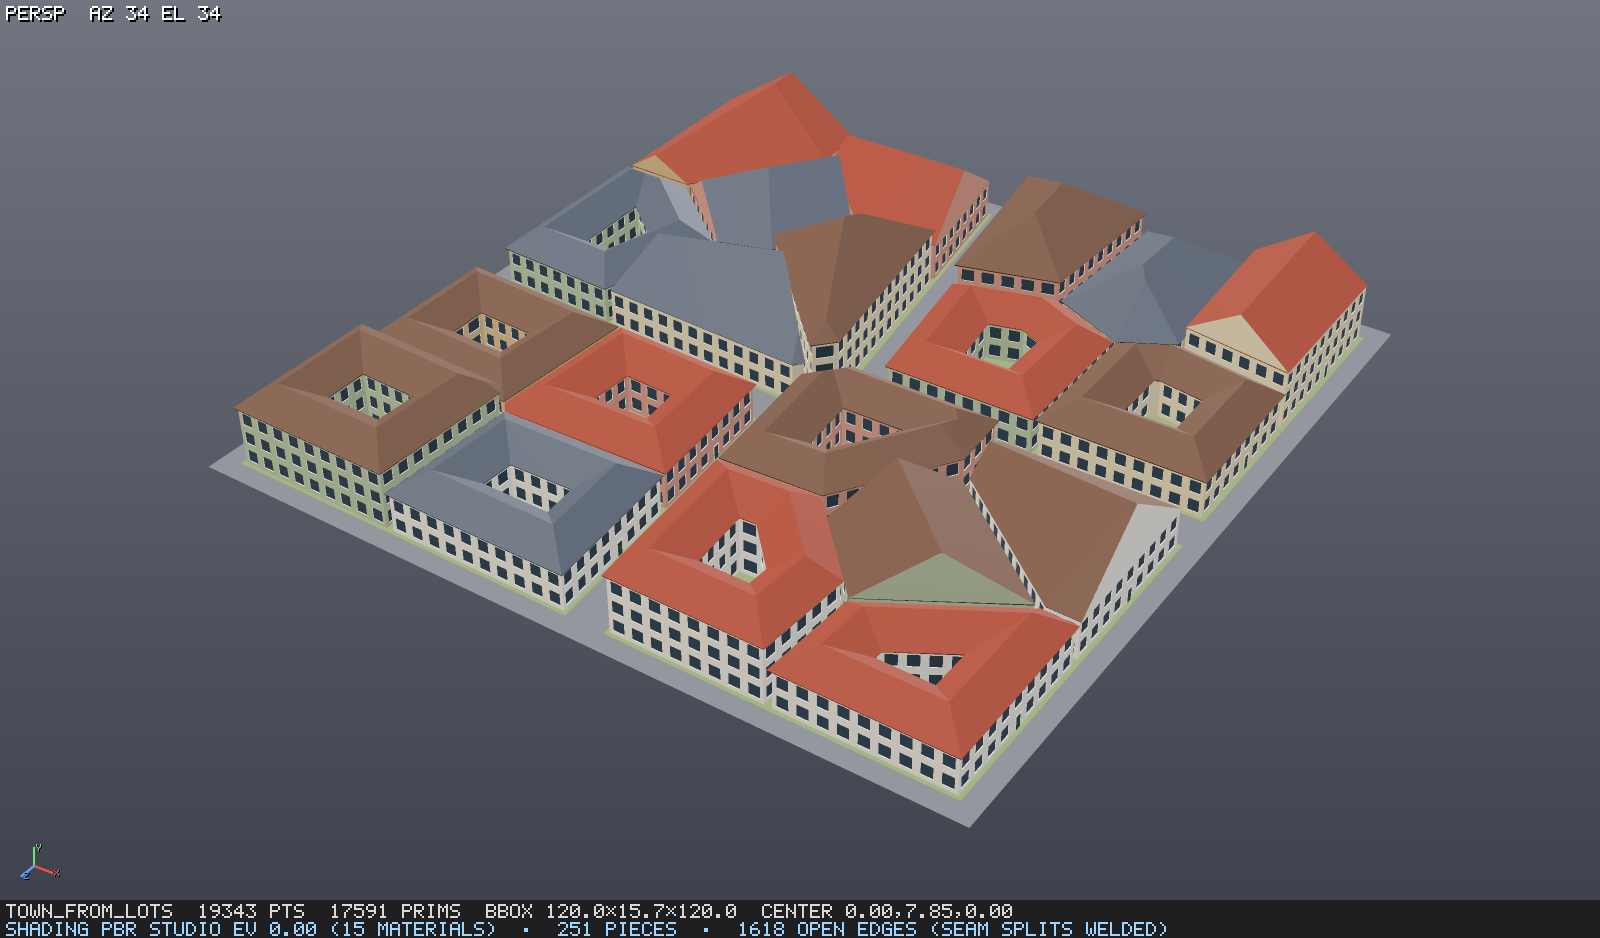 PERSP  AZ 34 EL 34
Y
X
Z
TOWN_FROM_LOTS  19343 PTS  17591 PRIMS  BBOX 120.0×15.7×120.0  CENTER 0.00,7.85,0.00
SHADING PBR STUDIO EV 0.00 (15 MATERIALS)  ·  251 PIECES  ·  1618 OPEN EDGES (SEAM SPLITS WELDED)